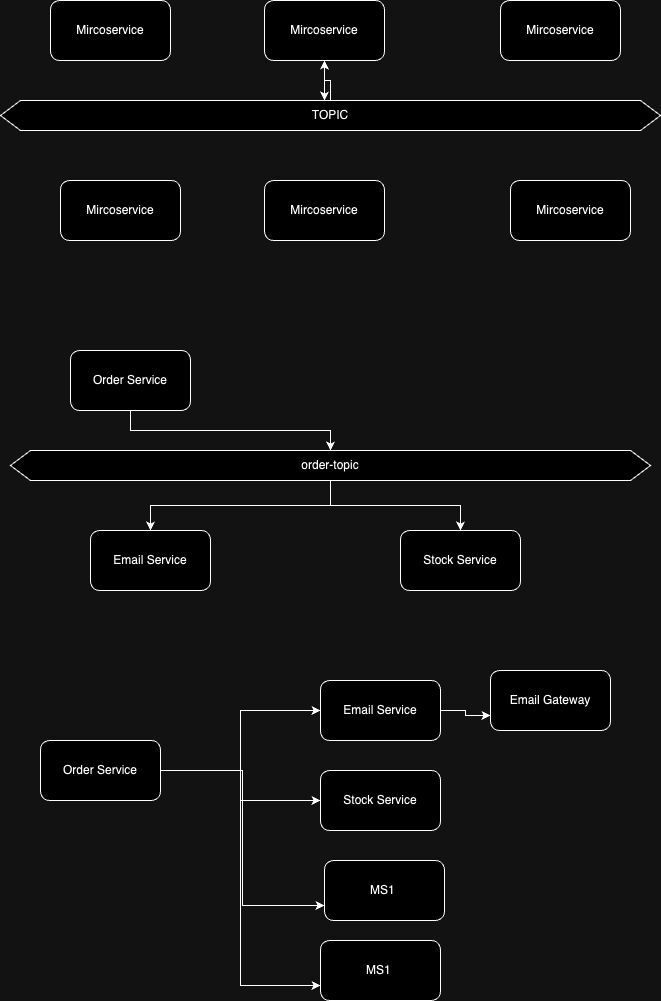 Mircoservice
Mircoservice
Mircoservice
TOPIC
Mircoservice
Mircoservice
Mircoservice
Order Service
order-topic
Email Service
Stock Service
Email Service
Email Gateway
Order Service
Stock Service
MS1
MS1